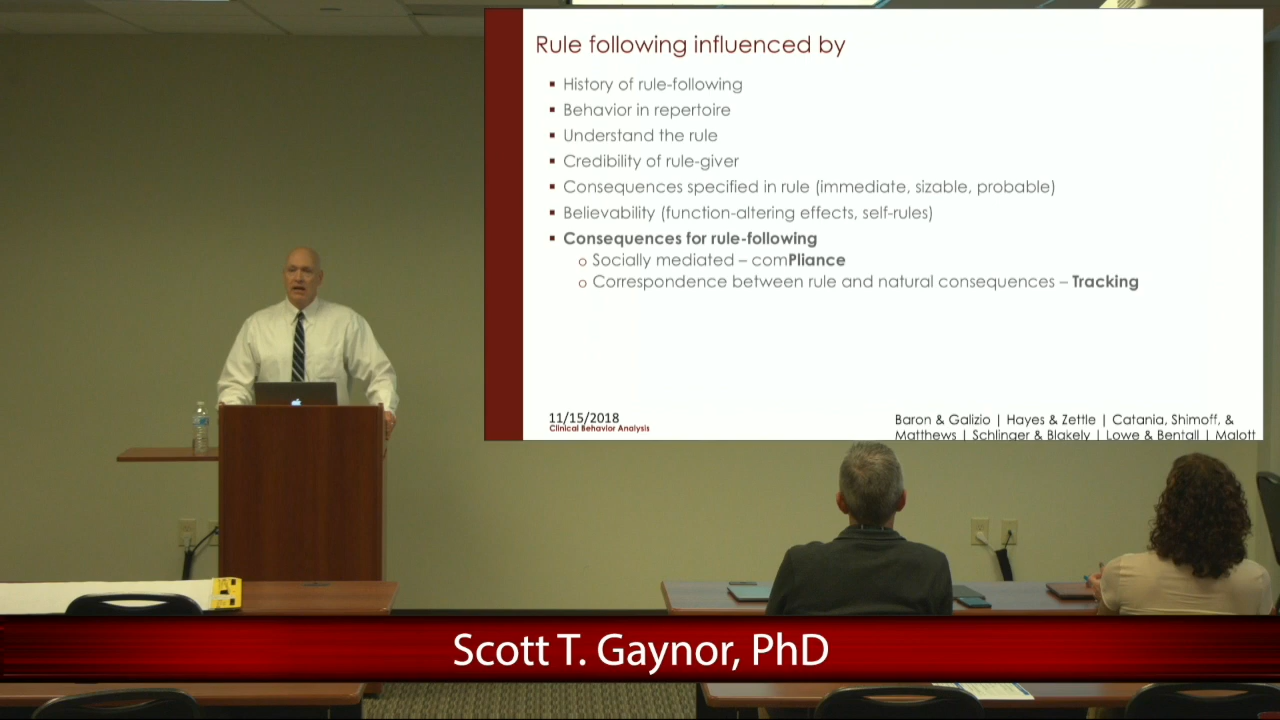 Rule following influenced by
▪ History of rule-following
▪ Behavior in repertoire
▪ Understand the rule
▪ Credibility of rule-giver
▪ Consequences specified in rule (immediate, sizable, probable)
▪ Believability (function-altering effects, self-rules)
▪ Consequences for rule-following
o Socially mediated – comPliance
o Correspondence between rule and natural consequences – Tracking
11/15/2018
Clinical Behavior Analysis
Baron & Galizio | Hayes & Zettle | Catania, Shimoff, &
Matthews | Schlinger & Blakely | Lowe & Bentall | Malott
Scott T. Gaynor, PhD